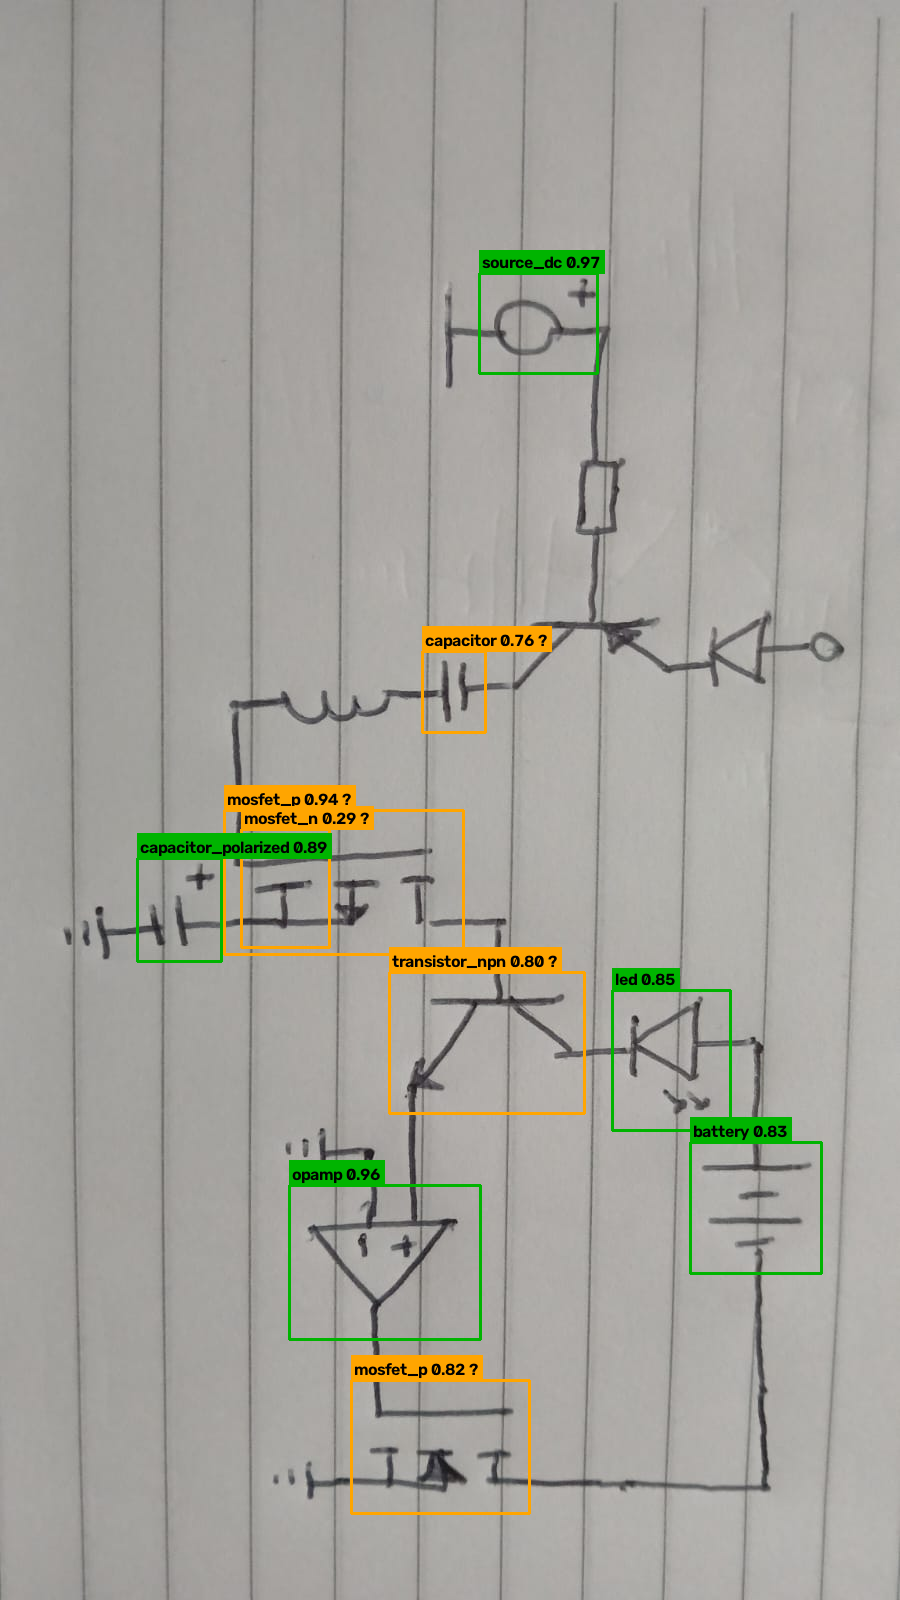 source_dc 0.97
+
capacitor 0.76 ?
mosfet_p 0.94 ?
mosfet_n 0.29 ?
capacitor_polarized 0.89
+
transistor_npn 0.80 ?
led 0.85
battery 0.83
opamp 0.96
- +
mosfet_p 0.82 ?